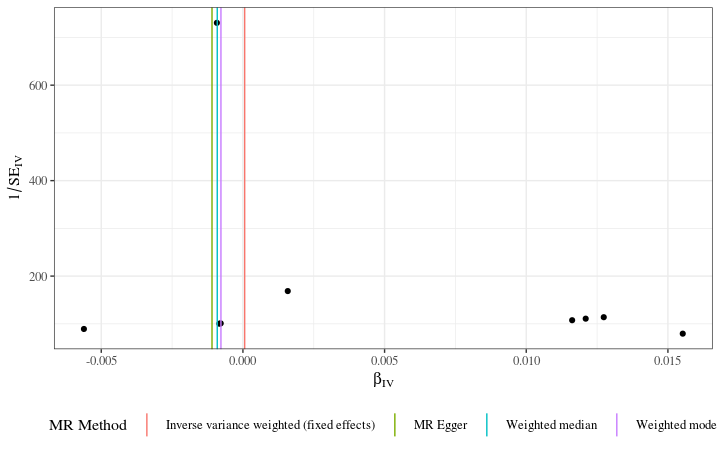 600
400
200
1/SE_IV
-0.005 0.000 0.005 0.010 0.015
β_IV
MR Method Inverse variance weighted (fixed effects) MR Egger Weighted median Weighted mode